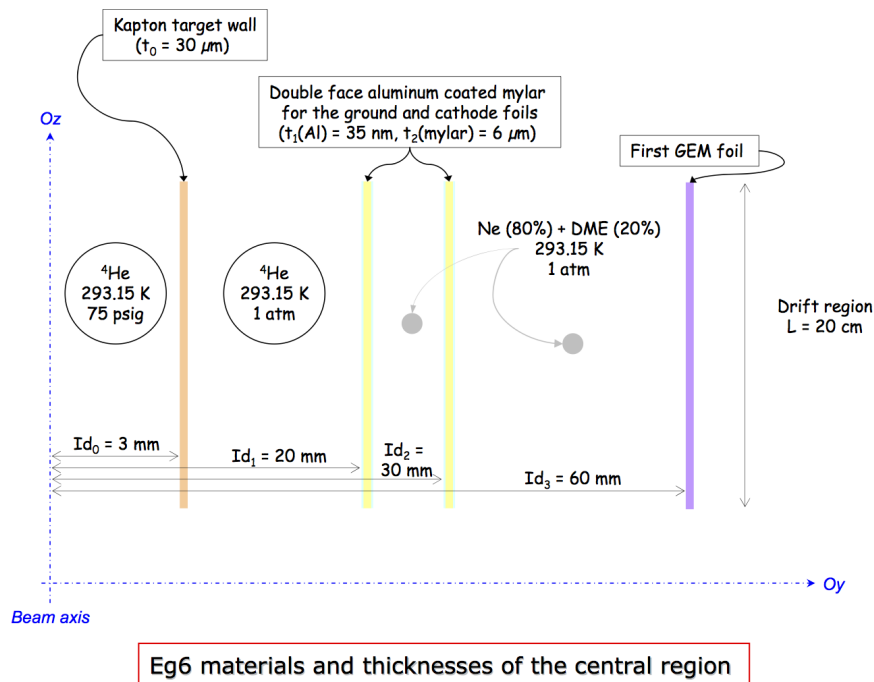 Kapton target wall
(t₀ = 30 µm)
Double face aluminum coated mylar
for the ground and cathode foils
(t₁(Al) = 35 nm, t₂(mylar) = 6 µm)
Oz
First GEM foil
Ne (80%) + DME (20%)
293.15 K
1 atm
⁴He
293.15 K
75 psig
⁴He
293.15 K
1 atm
Drift region
L = 20 cm
Id₀ = 3 mm
Id₁ = 20 mm
Id₂ =
30 mm
Id₃ = 60 mm
Oy
Beam axis
Eg6 materials and thicknesses of the central region